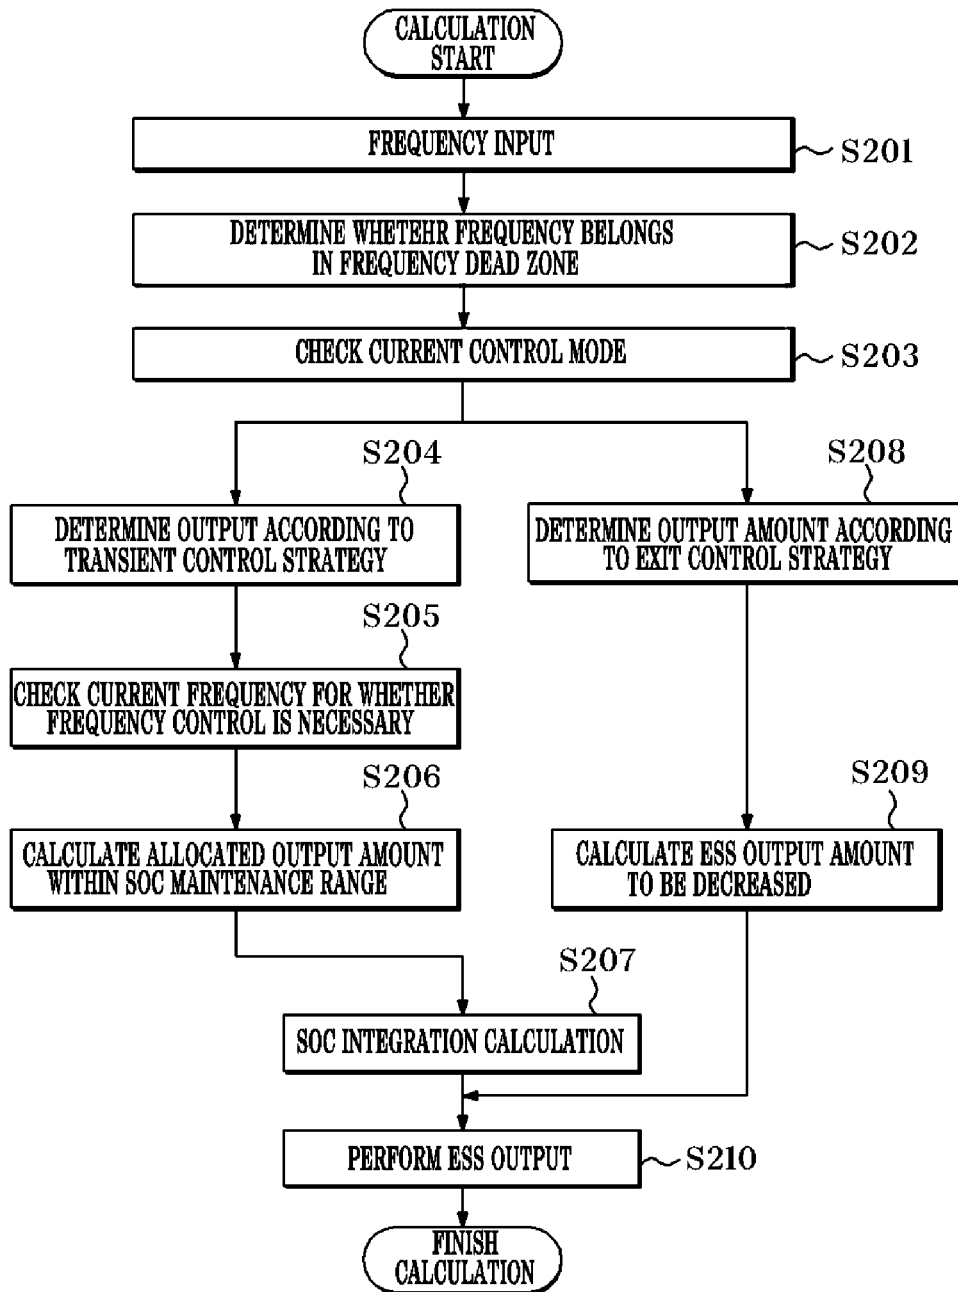 CALCULATION
START
FREQUENCY INPUT
S201
DETERMINE WHETEHR FREQUENCY BELONGS
IN FREQUENCY DEAD ZONE
S202
CHECK CURRENT CONTROL MODE
S203
S204
DETERMINE OUTPUT ACCORDING TO
TRANSIENT CONTROL STRATEGY
S205
CHECK CURRENT FREQUENCY FOR WHETHER
FREQUENCY CONTROL IS NECESSARY
S206
CALCULATE ALLOCATED OUTPUT AMOUNT
WITHIN SOC MAINTENANCE RANGE
S208
DETERMINE OUTPUT AMOUNT ACCORDING
TO EXIT CONTROL STRATEGY
S209
CALCULATE ESS OUTPUT AMOUNT
TO BE DECREASED
S207
SOC INTEGRATION CALCULATION
PERFORM ESS OUTPUT
S210
FINISH
CALCULATION